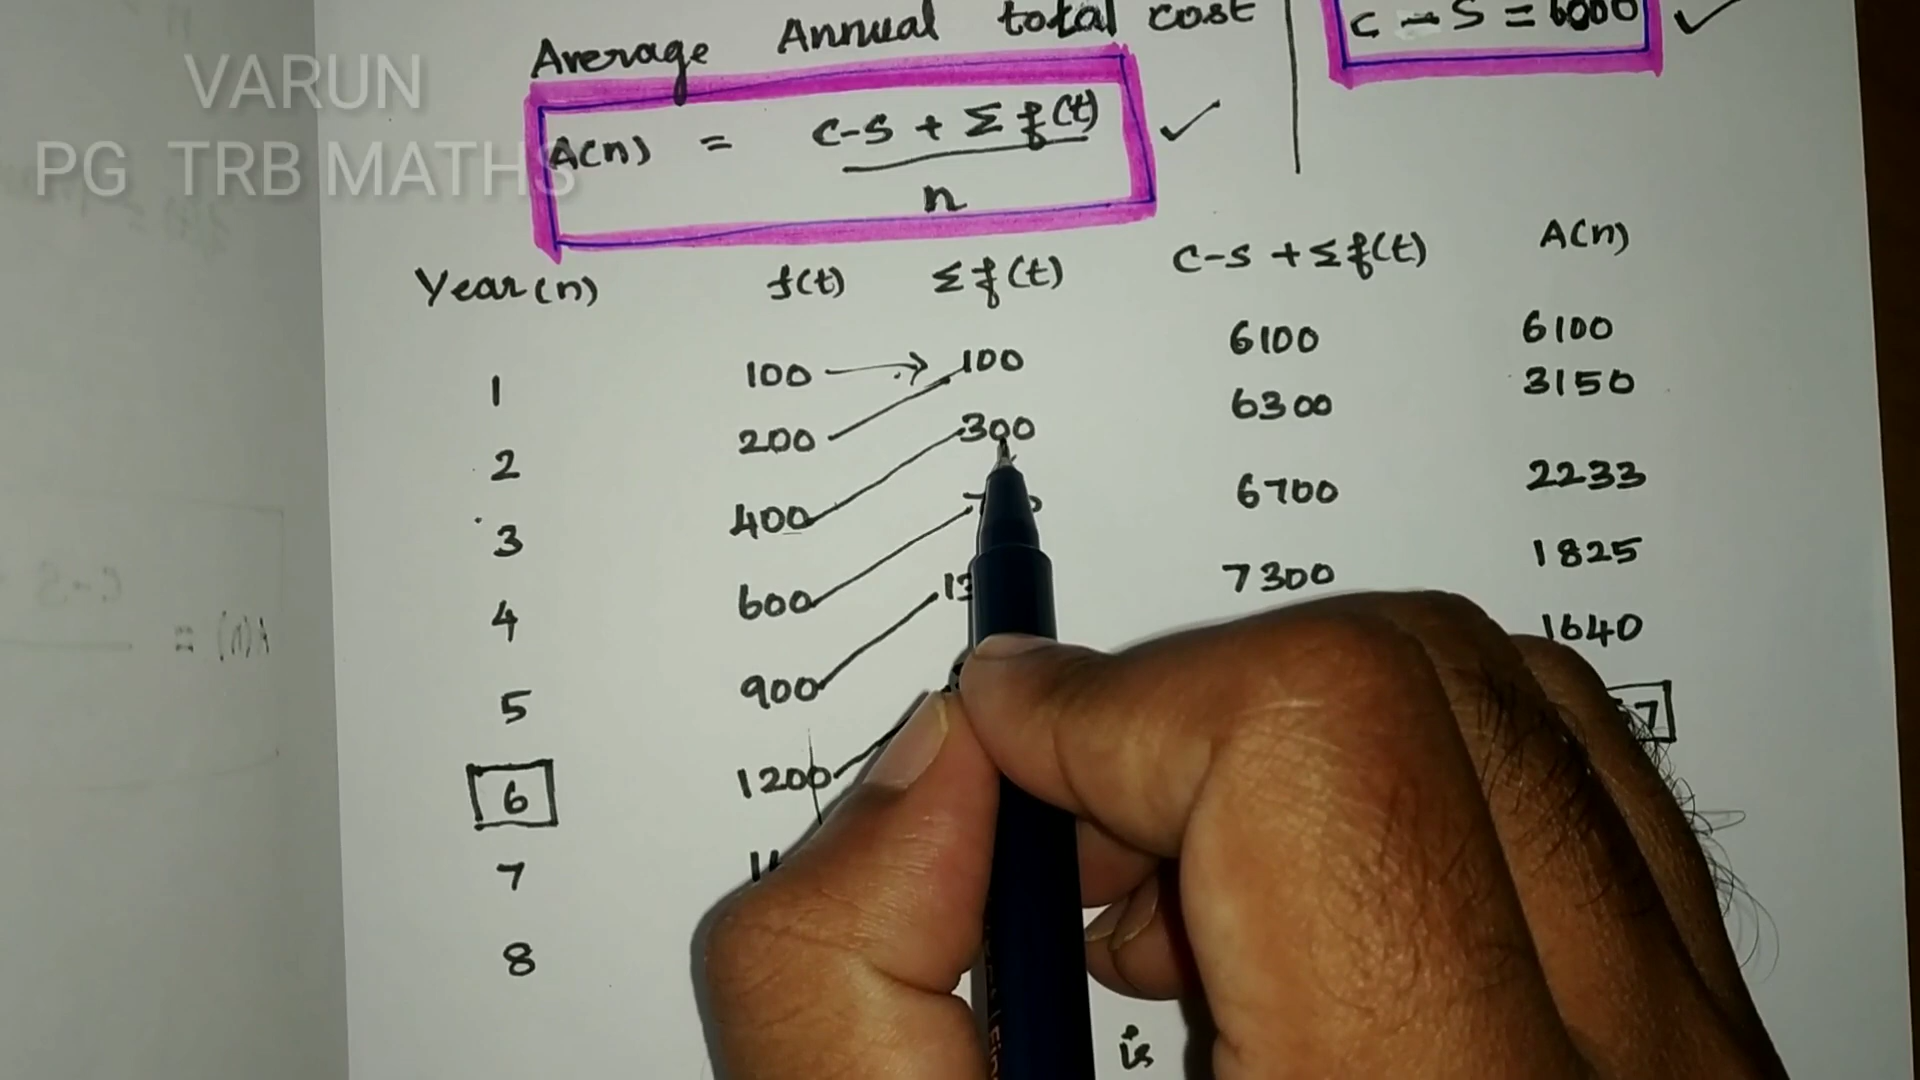 VARUN
PG TRB MATHS
Average Annual total cost
C - S = 6000
A(n) = C-S + Σ f(t)
n
Year(n) f(t) Σ f(t) C-S + Σ f(t) A(n)
1 100 100 6100 6100
2 200 300 6300 3150
3 400 6700 2233
4 600 7300 1825
5 900 1640
6 1200 7
7
8
is